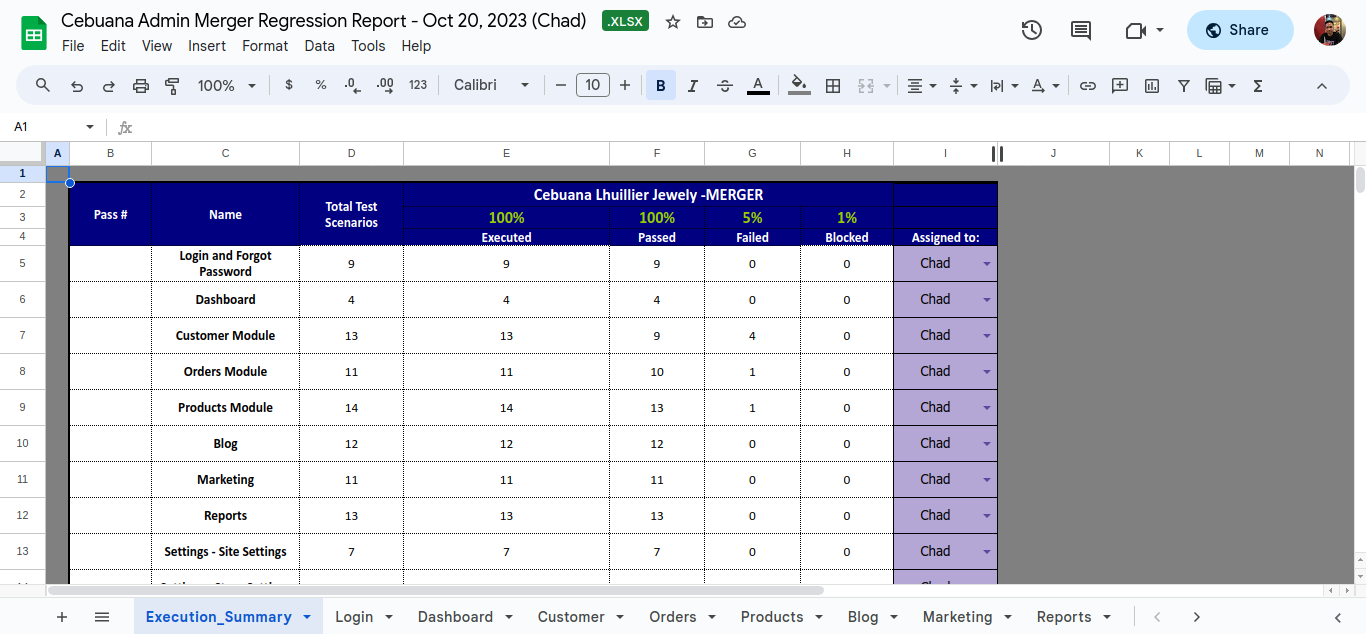 Cebuana Admin Merger Regression Report - Oct 20, 2023 (Chad) .XLSX
File Edit View Insert Format Data Tools Help
Share
100% $ % .0 .00 123 Calibri 10 B I A A Σ
A1 fx
A B C D E F G H I J K L M N
1
2 Cebuana Lhuillier Jewely -MERGER
Pass # Name Total Test Scenarios
3 100% 100% 5% 1%
4 Executed Passed Failed Blocked Assigned to:
5 Login and Forgot Password 9 9 9 0 0 Chad
6 Dashboard 4 4 4 0 0 Chad
7 Customer Module 13 13 9 4 0 Chad
8 Orders Module 11 11 10 1 0 Chad
9 Products Module 14 14 13 1 0 Chad
10 Blog 12 12 12 0 0 Chad
11 Marketing 11 11 11 0 0 Chad
12 Reports 13 13 13 0 0 Chad
13 Settings - Site Settings 7 7 7 0 0 Chad
Execution_Summary Login Dashboard Customer Orders Products Blog Marketing Reports